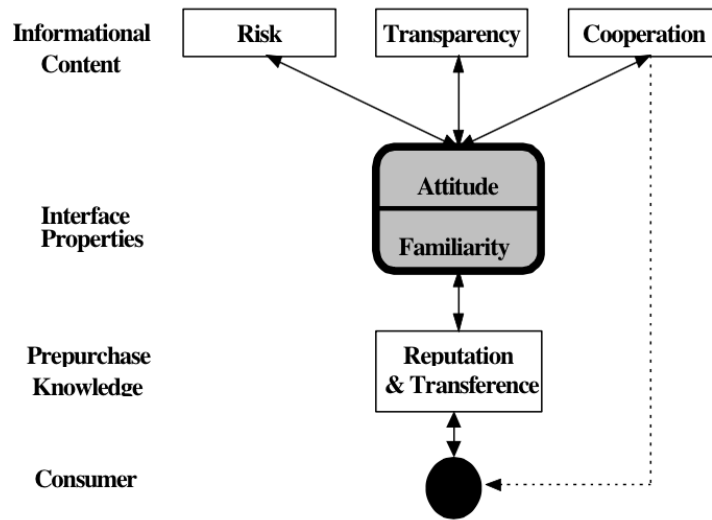 Informational
Content
Risk
Transparency
Cooperation
Interface
Properties
Attitude
Familiarity
Prepurchase
Knowledge
Reputation
& Transference
Consumer